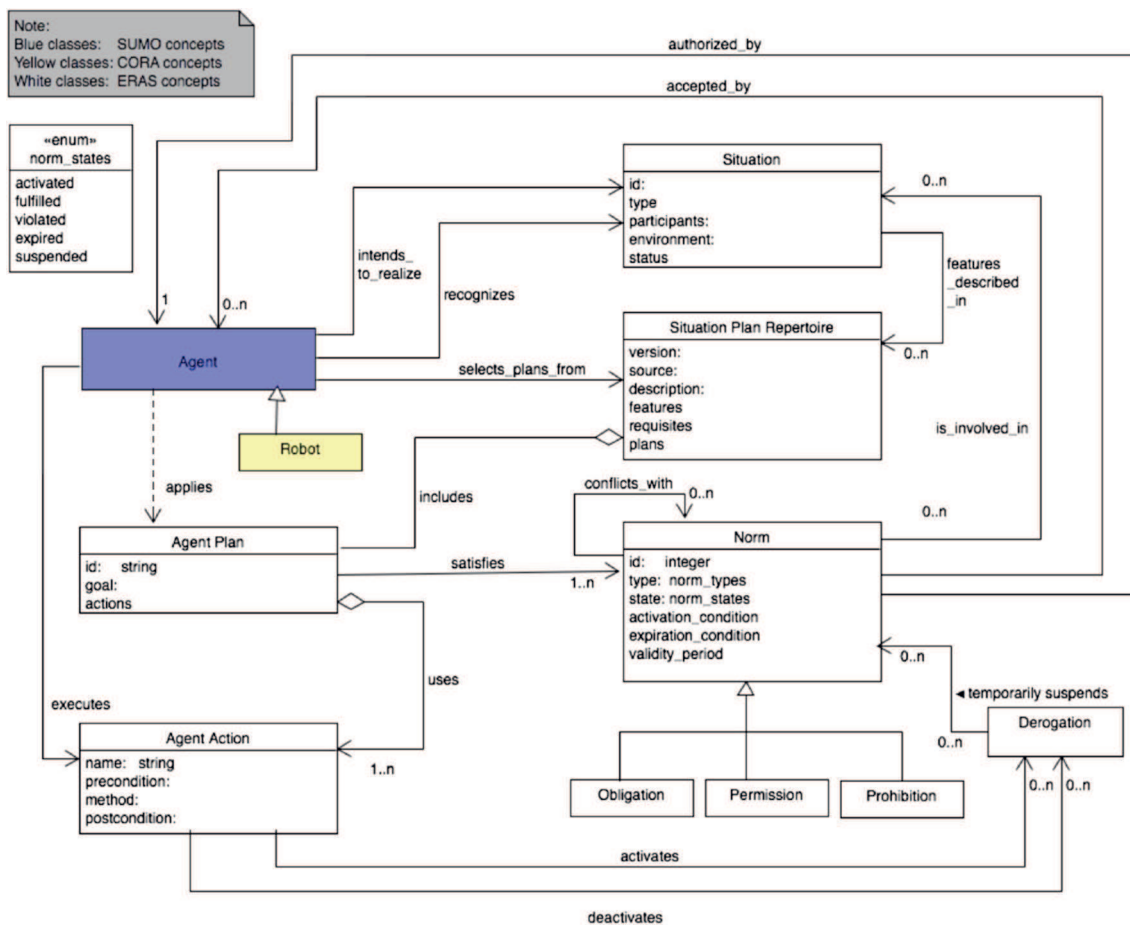 Note:
Blue classes: SUMO concepts
Yellow classes: CORA concepts
White classes: ERAS concepts
authorized_by
accepted_by
«enum»
norm_states
activated
fulfilled
violated
expired
suspended
Situation
id:
type
participants:
environment:
status
0..n
intends_
to_realize
recognizes
features
_described
_in
1
0..n
Agent
Situation Plan Repertoire
version:
source:
description:
features
requisites
plans
0..n
selects_plans_from
Robot
is_involved_in
applies
includes
conflicts_with
0..n
0..n
Agent Plan
id: string
goal:
actions
satisfies
1..n
Norm
id: integer
type: norm_types
state: norm_states
activation_condition
expiration_condition
validity_period
0..n
uses
temporarily suspends
executes
Derogation
0..n
Agent Action
name: string
precondition:
method:
postcondition:
1..n
Obligation
Permission
Prohibition
0..n
0..n
activates
deactivates